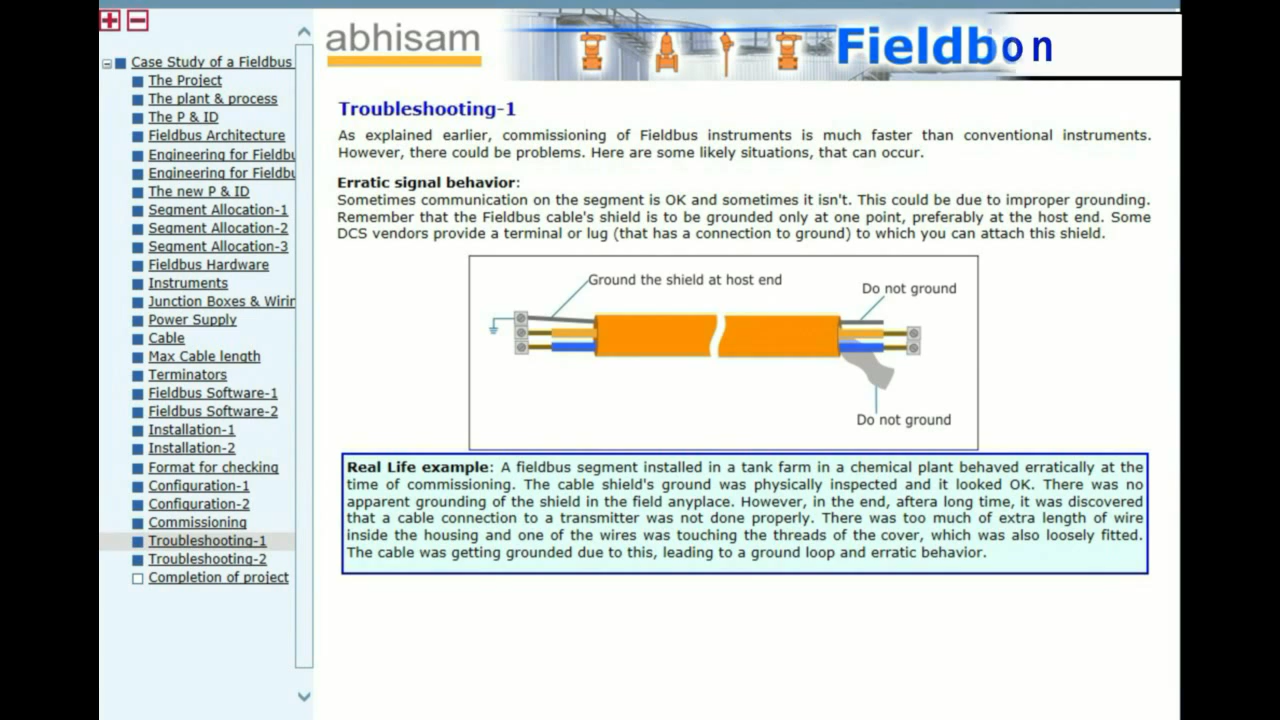 abhisam
Fieldbon
Case Study of a Fieldbus
The Project
The plant & process
The P & ID
Fieldbus Architecture
Engineering for Fieldbu
Engineering for Fieldbu
The new P & ID
Segment Allocation-1
Segment Allocation-2
Segment Allocation-3
Fieldbus Hardware
Instruments
Junction Boxes & Wirin
Power Supply
Cable
Max Cable length
Terminators
Fieldbus Software-1
Fieldbus Software-2
Installation-1
Installation-2
Format for checking
Configuration-1
Configuration-2
Commissioning
Troubleshooting-1
Troubleshooting-2
Completion of project
Troubleshooting-1
As explained earlier, commissioning of Fieldbus instruments is much faster than conventional instruments.
However, there could be problems. Here are some likely situations, that can occur.
Erratic signal behavior:
Sometimes communication on the segment is OK and sometimes it isn't. This could be due to improper grounding.
Remember that the Fieldbus cable's shield is to be grounded only at one point, preferably at the host end. Some
DCS vendors provide a terminal or lug (that has a connection to ground) to which you can attach this shield.
Ground the shield at host end
Do not ground
Do not ground
Real Life example: A fieldbus segment installed in a tank farm in a chemical plant behaved erratically at the
time of commissioning. The cable shield's ground was physically inspected and it looked OK. There was no
apparent grounding of the shield in the field anyplace. However, in the end, aftera long time, it was discovered
that a cable connection to a transmitter was not done properly. There was too much of extra length of wire
inside the housing and one of the wires was touching the threads of the cover, which was also loosely fitted.
The cable was getting grounded due to this, leading to a ground loop and erratic behavior.